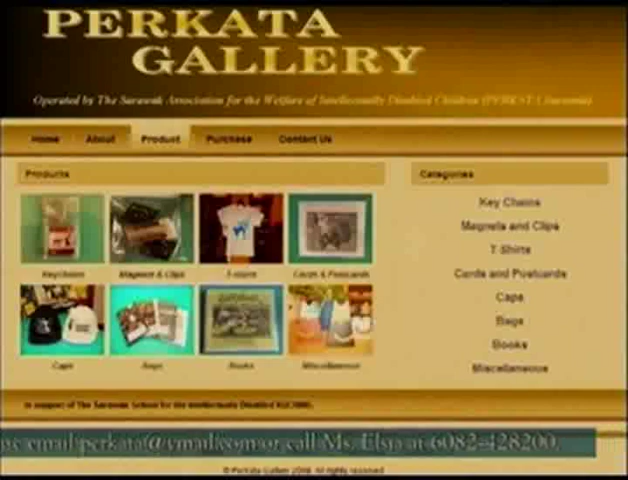 PERKATA
GALLERY
Operated by The Sarawak Association for the Welfare of Intellectually Disabled Children (PERKATA Sarawak)
Home About Product Purchase Contact Us
Products
Categories
Keychains Magnets & Clips T-shirts Cards & Postcards
Caps Bags Books Miscellaneous
Key Chains
Magnets and Clips
T Shirts
Cards and Postcards
Caps
Bags
Books
Miscellaneous
In support of The Sarawak School for the Intellectually Disabled
email perkata@ymail.com or call Ms. Elsia at 6082-428200.
© Perkata Gallery All rights reserved